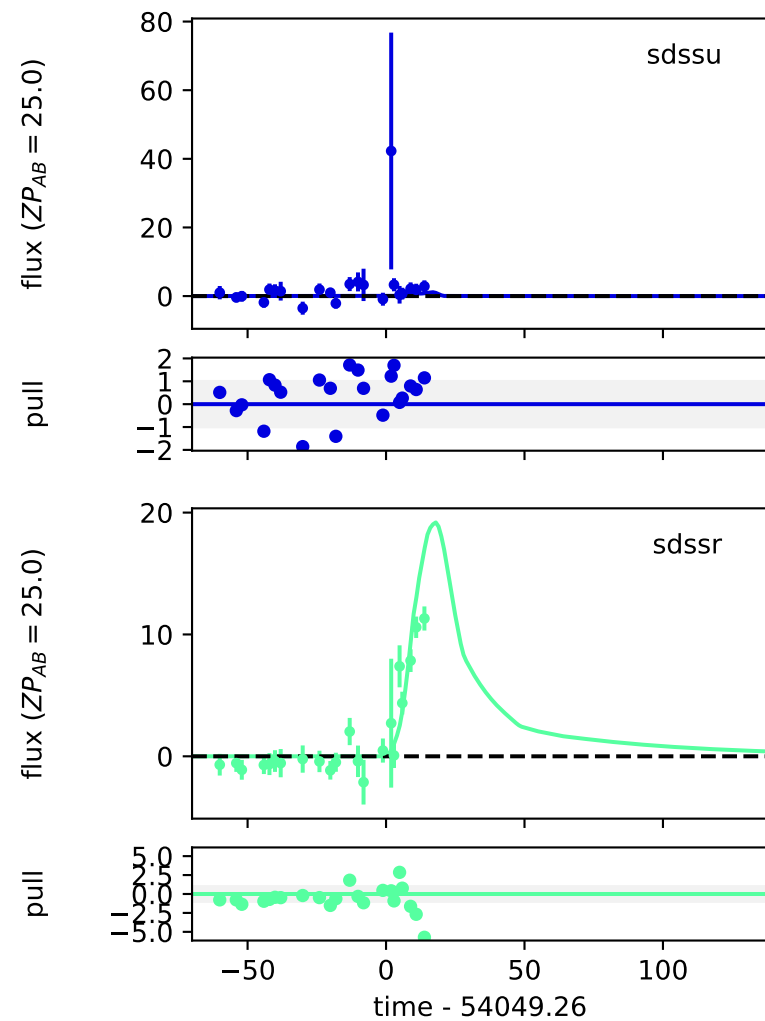 80
sdssu
60
40
20
0
flux (ZP_AB = 25.0)
2
1
0
−1
−2
pull
20
sdssr
10
0
flux (ZP_AB = 25.0)
5.0
2.5
0.0
−2.5
−5.0
pull
−50 0 50 100
time - 54049.26